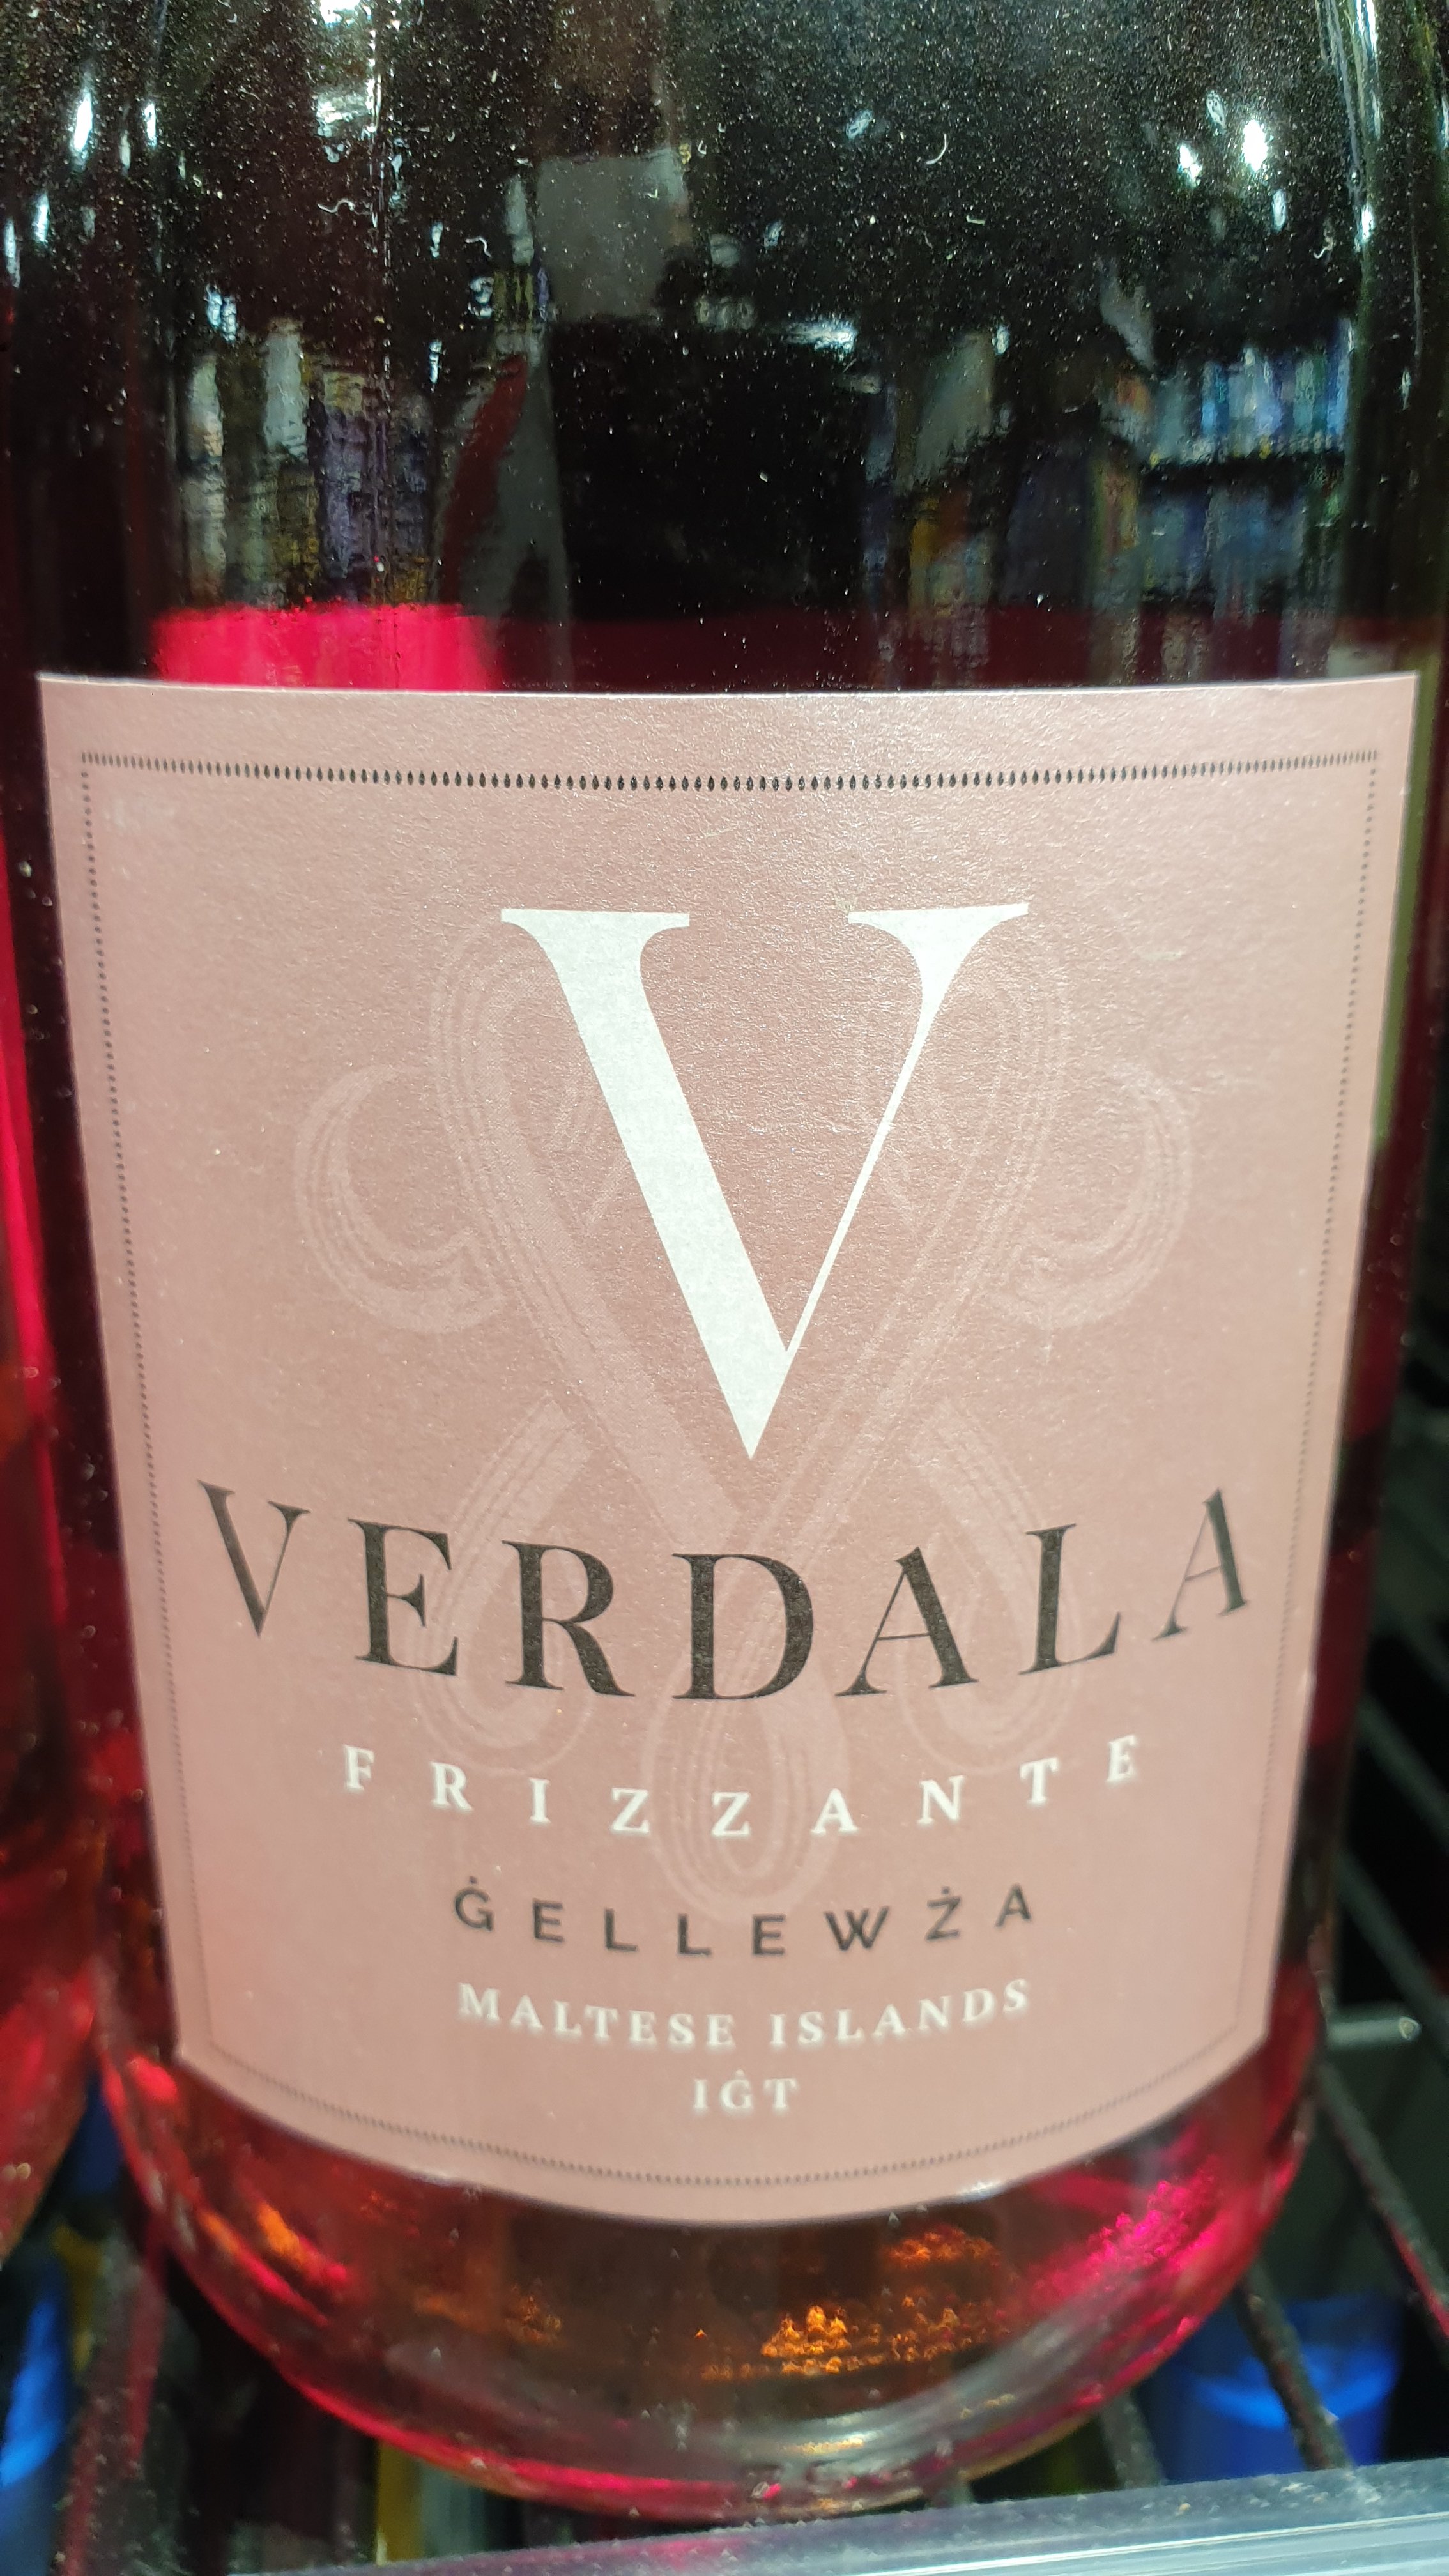 V
VERDALA
FRIZZANTE
ĠELLEWŻA
MALTESE ISLANDS
IĠT